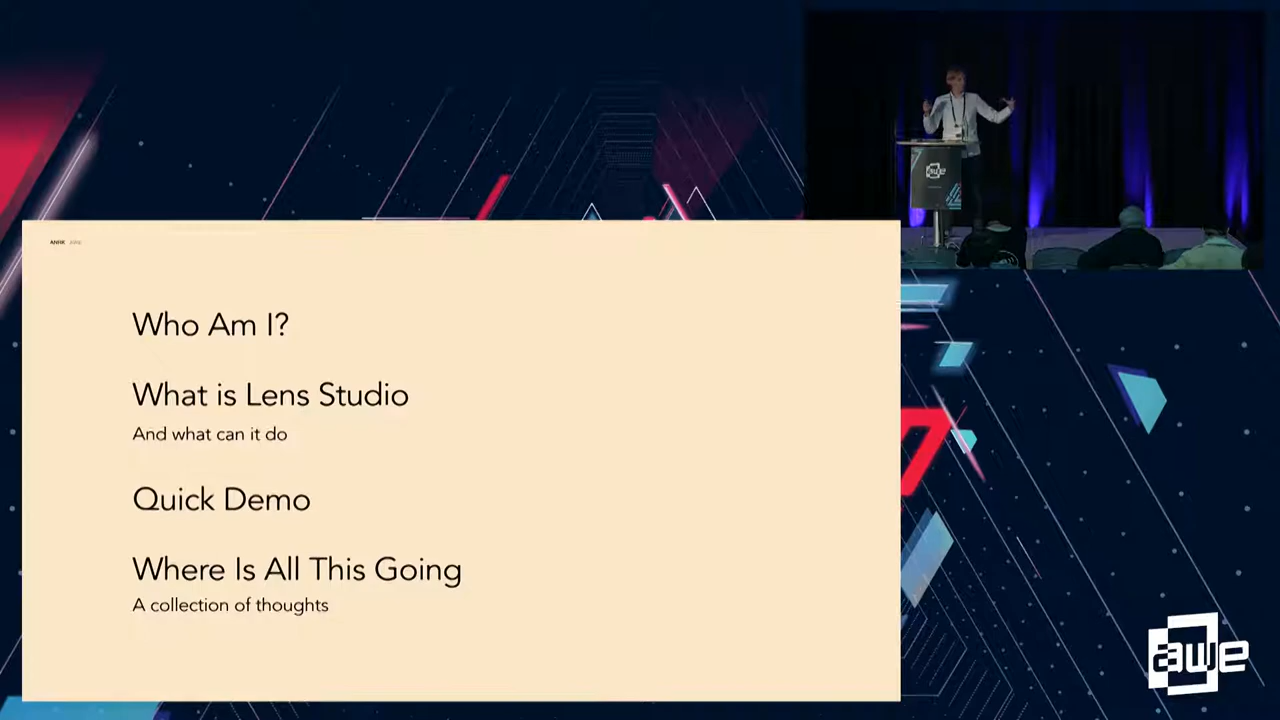 Who Am I?
What is Lens Studio
And what can it do
Quick Demo
Where Is All This Going
A collection of thoughts
awe
awe